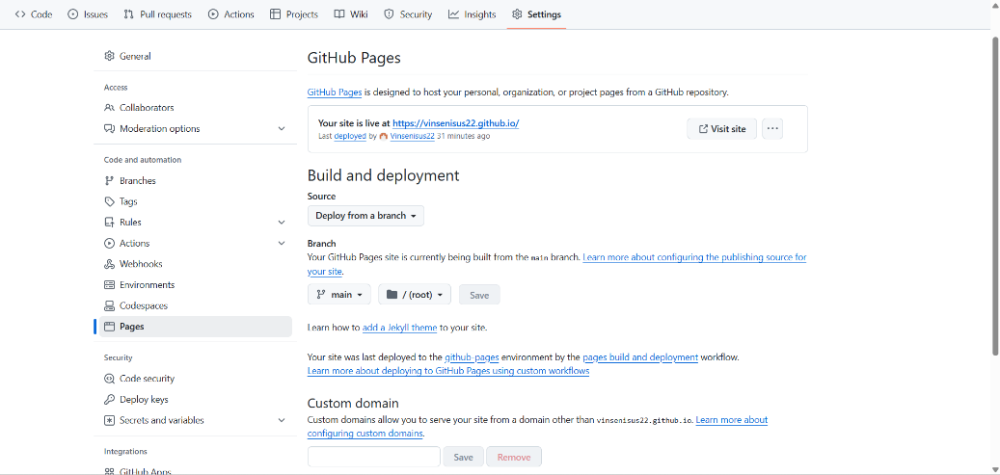 Code Issues Pull requests Actions Projects Wiki Security Insights Settings
General
Access
Collaborators
Moderation options
Code and automation
Branches
Tags
Rules
Actions
Webhooks
Environments
Codespaces
Pages
Security
Code security
Deploy keys
Secrets and variables
Integrations
GitHub Apps
GitHub Pages
GitHub Pages is designed to host your personal, organization, or project pages from a GitHub repository.
Your site is live at https://vinsenisus22.github.io/
Last deployed by Vinsenisus22 31 minutes ago
Visit site
Build and deployment
Source
Deploy from a branch
Branch
Your GitHub Pages site is currently being built from the main branch. Learn more about configuring the publishing source for
your site.
main / (root) Save
Learn how to add a Jekyll theme to your site.
Your site was last deployed to the github-pages environment by the pages build and deployment workflow.
Learn more about deploying to GitHub Pages using custom workflows
Custom domain
Custom domains allow you to serve your site from a domain other than vinsenisus22.github.io. Learn more about
configuring custom domains.
Save Remove